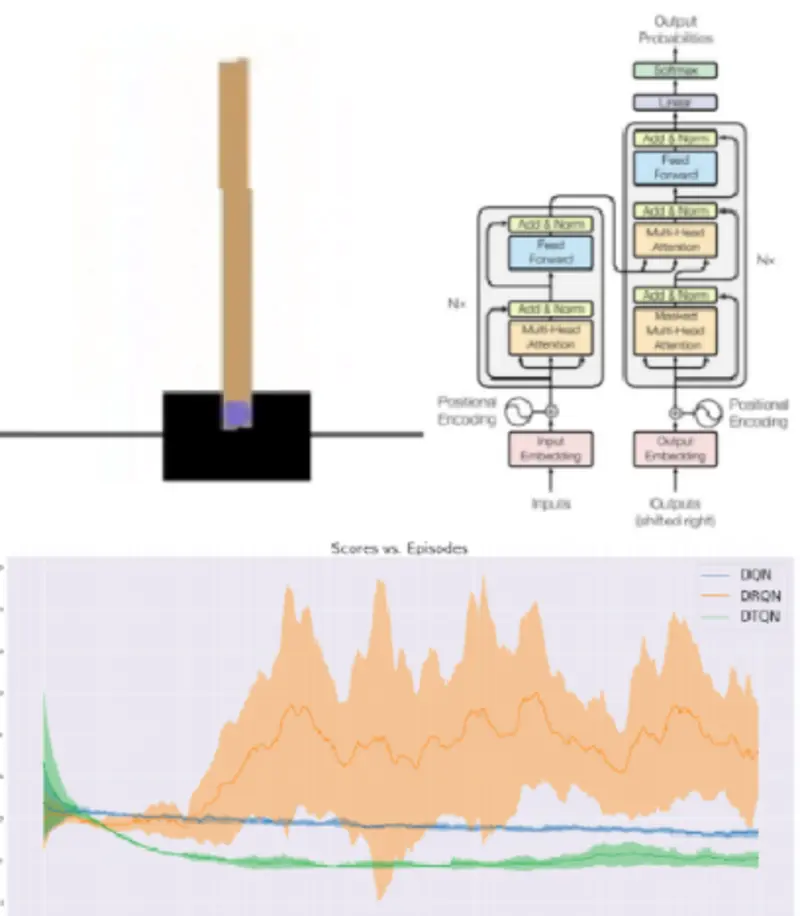 Output
Probabilities
Softmax
Linear
Add & Norm
Feed
Forward
Add & Norm
Multi-Head
Attention
Nx
Add & Norm
Masked
Multi-Head
Attention
Add & Norm
Feed
Forward
Nx
Add & Norm
Multi-Head
Attention
Positional
Encoding
Input
Embedding
Inputs
Positional
Encoding
Output
Embedding
Outputs
(shifted right)
Scores vs. Episodes
DQN
DRQN
DTQN